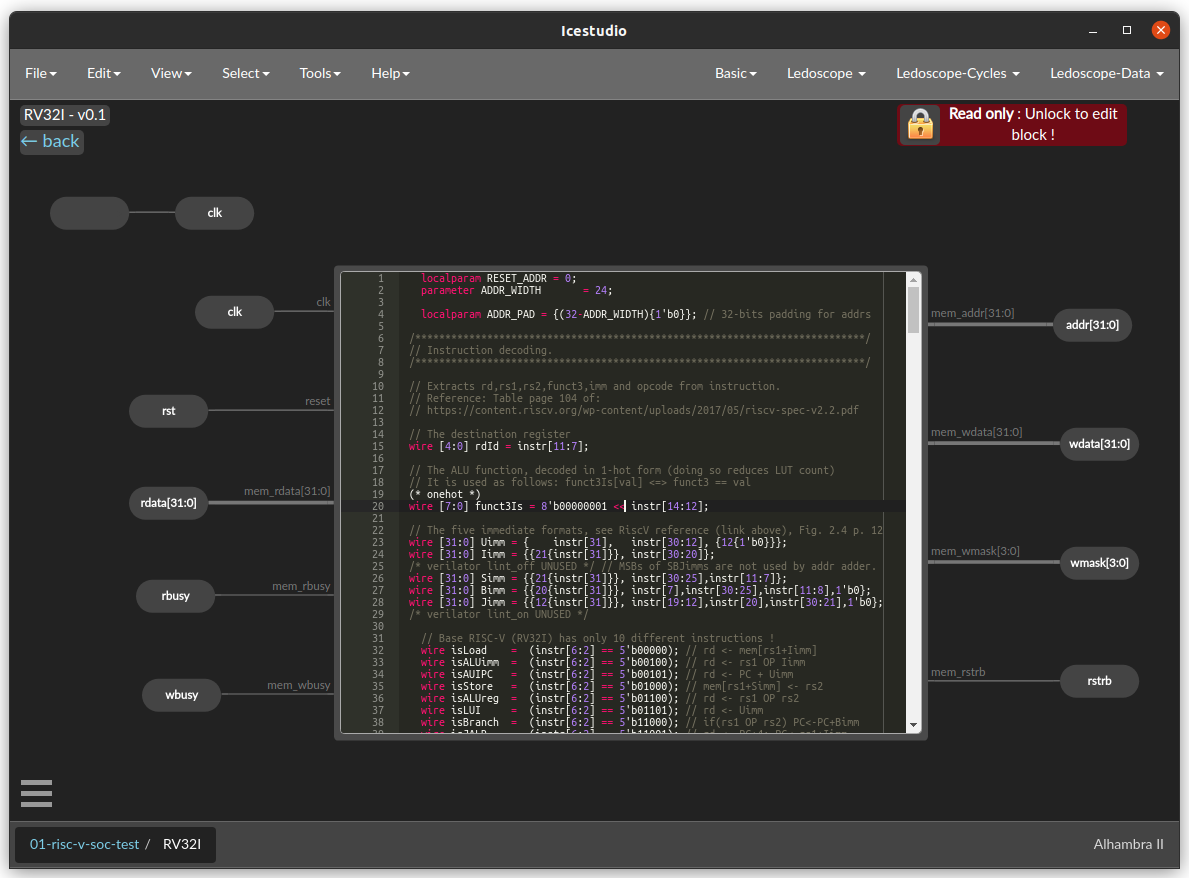 Icestudio
File Edit View Select Tools Help Basic Ledoscope Ledoscope-Cycles Ledoscope-Data
RV32I - v0.1
← back
Read only : Unlock to edit
block !
clk
clk
clk
rst
reset
rdata[31:0]
mem_rdata[31:0]
rbusy
mem_rbusy
wbusy
mem_wbusy
1 localparam RESET_ADDR = 0;
2 parameter ADDR_WIDTH = 24;
3
4 localparam ADDR_PAD = {(32-ADDR_WIDTH){1'b0}}; // 32-bits padding for addrs
5
6 /***************************************************************************/
7 // Instruction decoding.
8 /***************************************************************************/
9
10 // Extracts rd,rs1,rs2,funct3,imm and opcode from instruction.
11 // Reference: Table page 104 of:
12 // https://content.riscv.org/wp-content/uploads/2017/05/riscv-spec-v2.2.pdf
13
14 // The destination register
15 wire [4:0] rdId = instr[11:7];
16
17 // The ALU function, decoded in 1-hot form (doing so reduces LUT count)
18 // It is used as follows: funct3Is[val] <=> funct3 == val
19 (* onehot *)
20 wire [7:0] funct3Is = 8'b00000001 << instr[14:12];
21
22 // The five immediate formats, see RiscV reference (link above), Fig. 2.4 p. 12
23 wire [31:0] Uimm = { instr[31], instr[30:12], {12{1'b0}}};
24 wire [31:0] Iimm = {{21{instr[31]}}, instr[30:20]};
25 /* verilator lint_off UNUSED */ // MSBs of SBJimms are not used by addr adder.
26 wire [31:0] Simm = {{21{instr[31]}}, instr[30:25],instr[11:7]};
27 wire [31:0] Bimm = {{20{instr[31]}}, instr[7],instr[30:25],instr[11:8],1'b0};
28 wire [31:0] Jimm = {{12{instr[31]}}, instr[19:12],instr[20],instr[30:21],1'b0};
29 /* verilator lint_on UNUSED */
30
31 // Base RISC-V (RV32I) has only 10 different instructions !
32 wire isLoad = (instr[6:2] == 5'b00000); // rd <- mem[rs1+Iimm]
33 wire isALUimm = (instr[6:2] == 5'b00100); // rd <- rs1 OP Iimm
34 wire isAUIPC = (instr[6:2] == 5'b00101); // rd <- PC + Uimm
35 wire isStore = (instr[6:2] == 5'b01000); // mem[rs1+Simm] <- rs2
36 wire isALUreg = (instr[6:2] == 5'b01100); // rd <- rs1 OP rs2
37 wire isLUI = (instr[6:2] == 5'b01101); // rd <- Uimm
38 wire isBranch = (instr[6:2] == 5'b11000); // if(rs1 OP rs2) PC<-PC+Bimm
mem_addr[31:0]
addr[31:0]
mem_wdata[31:0]
wdata[31:0]
mem_wmask[3:0]
wmask[3:0]
mem_rstrb
rstrb
01-risc-v-soc-test / RV32I
Alhambra II